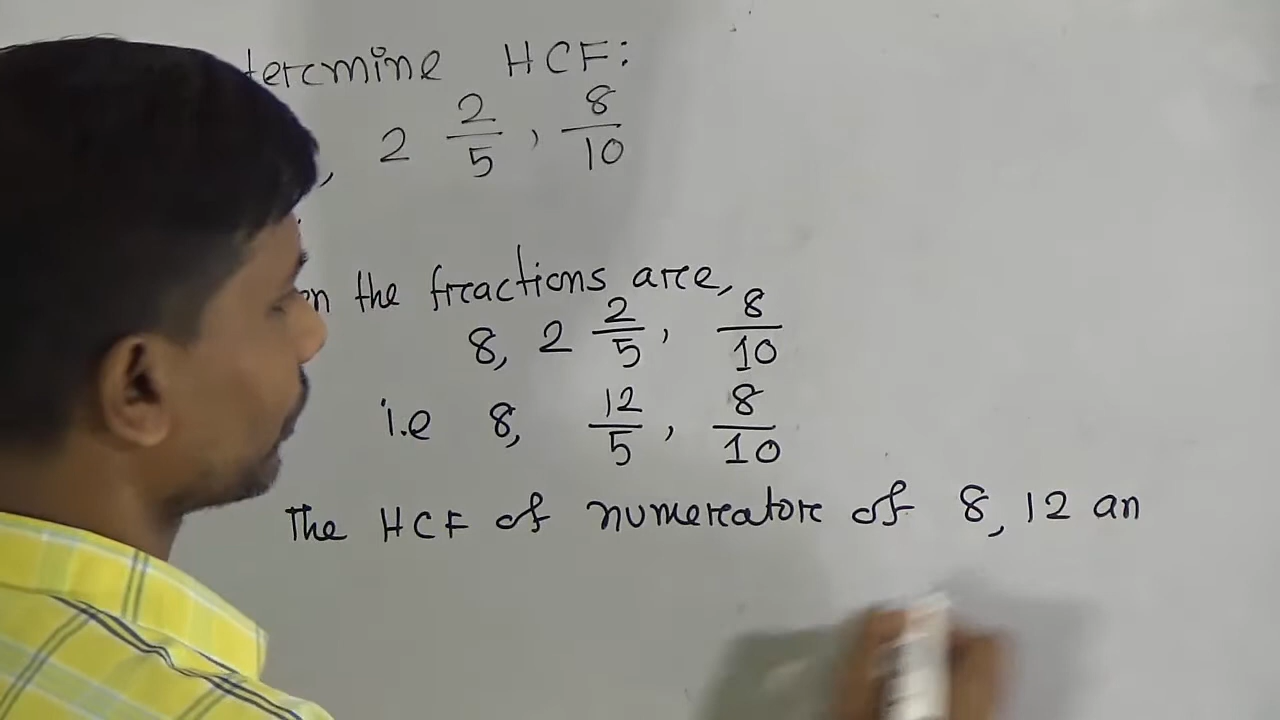 termine HCF:
, 2 2/5, 8/10
n the fractions are,
8, 2 2/5, 8/10
i.e 8, 12/5, 8/10
The HCF of numerator of 8, 12 an